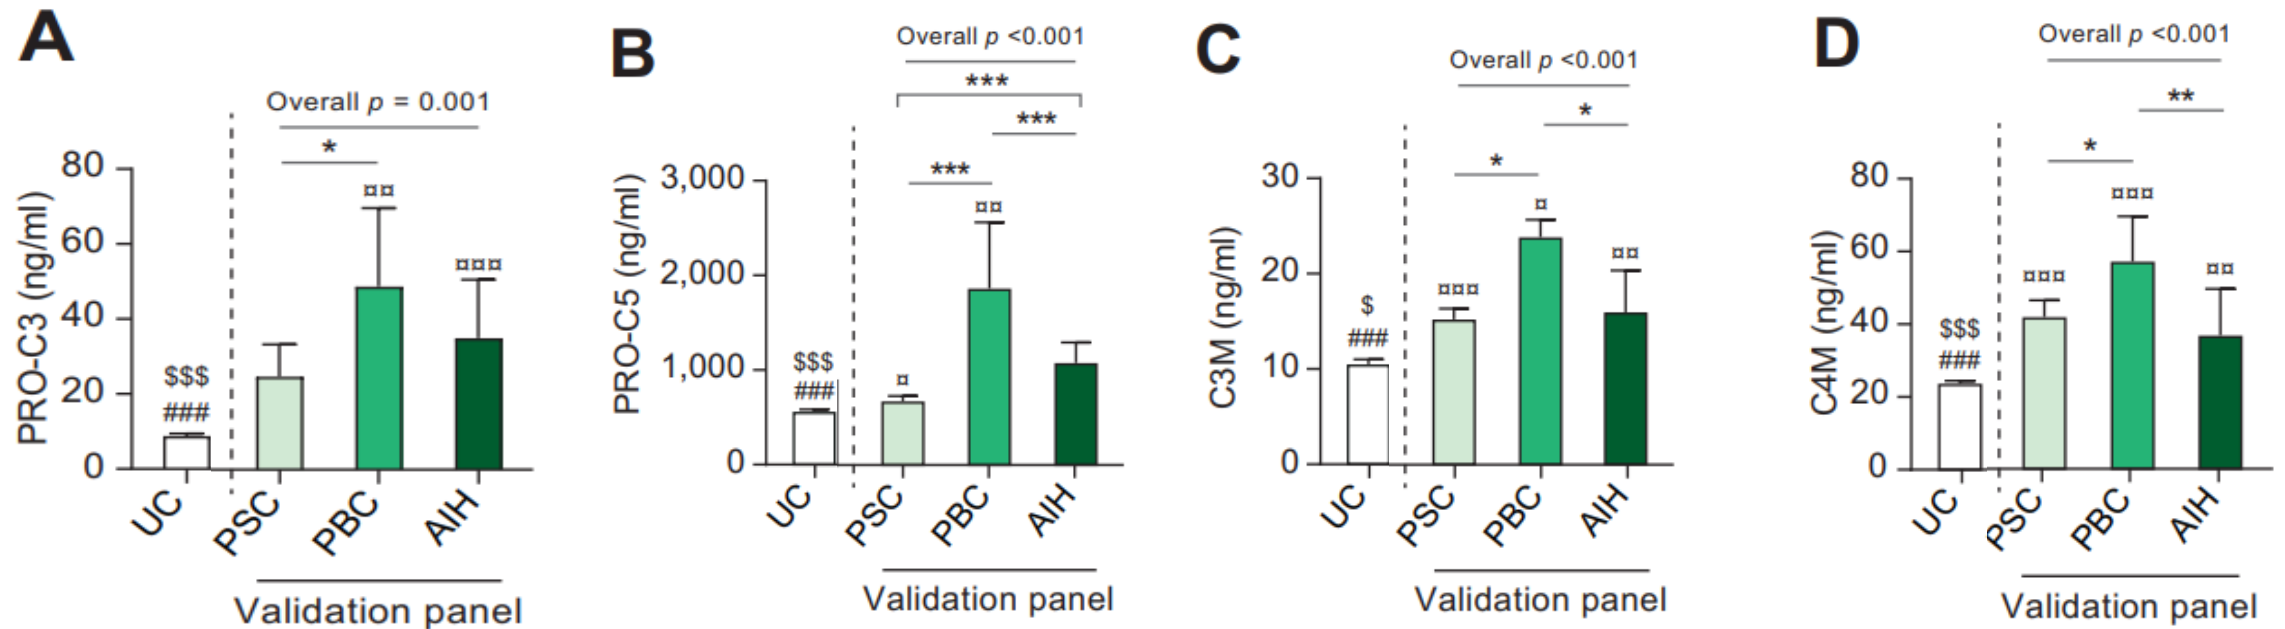 A
Overall p = 0.001
*
80
60
40
20
0
PRO-C3 (ng/ml)
$$$
###
¤¤
¤¤¤
UC
PSC
PBC
AIH
Validation panel
B
Overall p <0.001
***
***
***
3,000
2,000
1,000
0
PRO-C5 (ng/ml)
$$$
###
¤
¤¤
UC
PSC
PBC
AIH
Validation panel
C
Overall p <0.001
*
*
30
20
10
0
C3M (ng/ml)
$
###
¤¤¤
¤
¤¤
UC
PSC
PBC
AIH
Validation panel
D
Overall p <0.001
**
*
80
60
40
20
0
C4M (ng/ml)
$$$
###
¤¤¤
¤¤¤
¤¤
UC
PSC
PBC
AIH
Validation panel